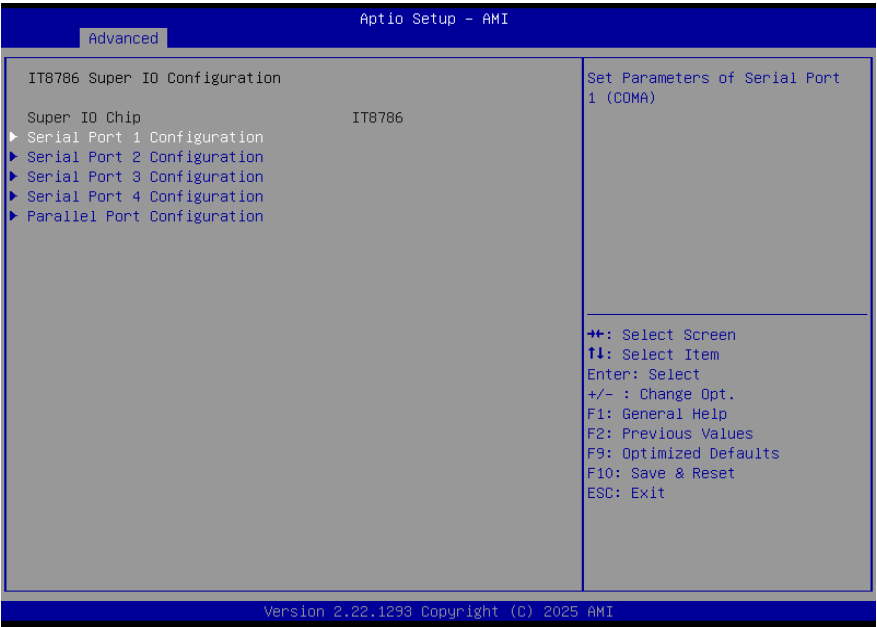 Aptio Setup – AMI
Advanced
IT8786 Super IO Configuration
Super IO Chip IT8786
▶ Serial Port 1 Configuration
▶ Serial Port 2 Configuration
▶ Serial Port 3 Configuration
▶ Serial Port 4 Configuration
▶ Parallel Port Configuration
Set Parameters of Serial Port
1 (COMA)
→←: Select Screen
↑↓: Select Item
Enter: Select
+/- : Change Opt.
F1: General Help
F2: Previous Values
F9: Optimized Defaults
F10: Save & Reset
ESC: Exit
Version 2.22.1293 Copyright (C) 2025 AMI